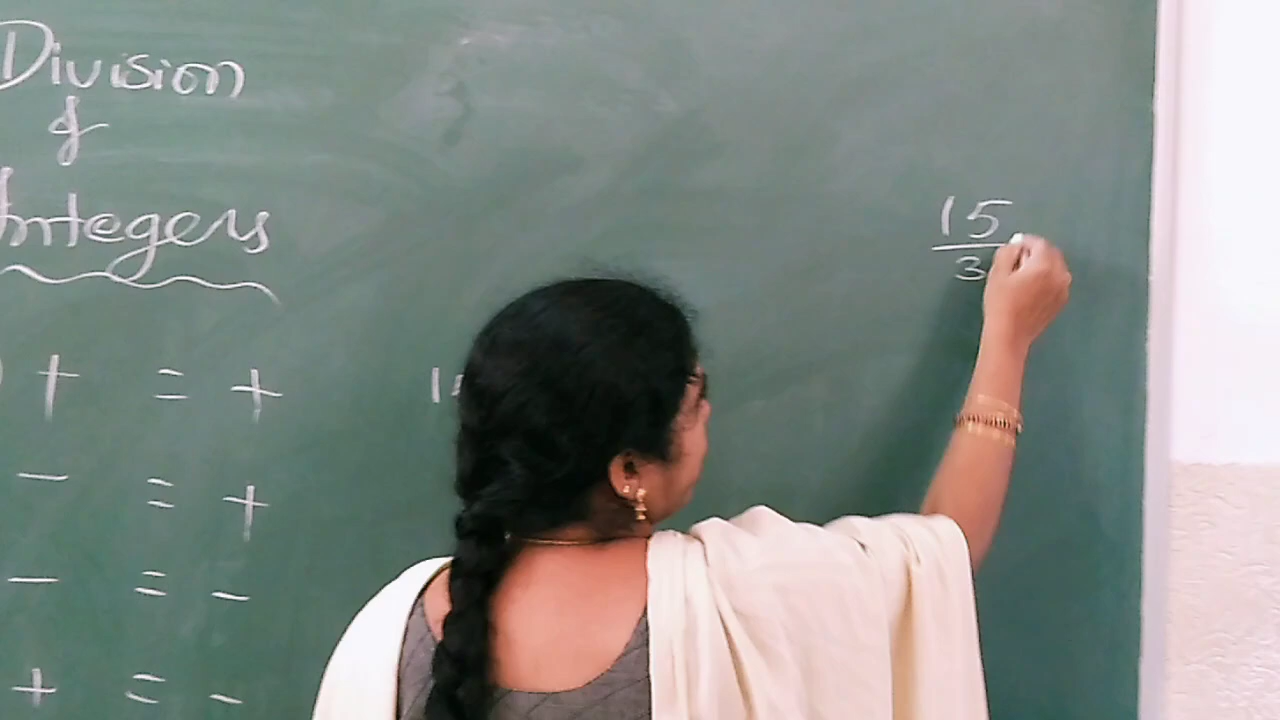 Division
of
Integers
+ = +
- = +
- = -
+ = -
15
3